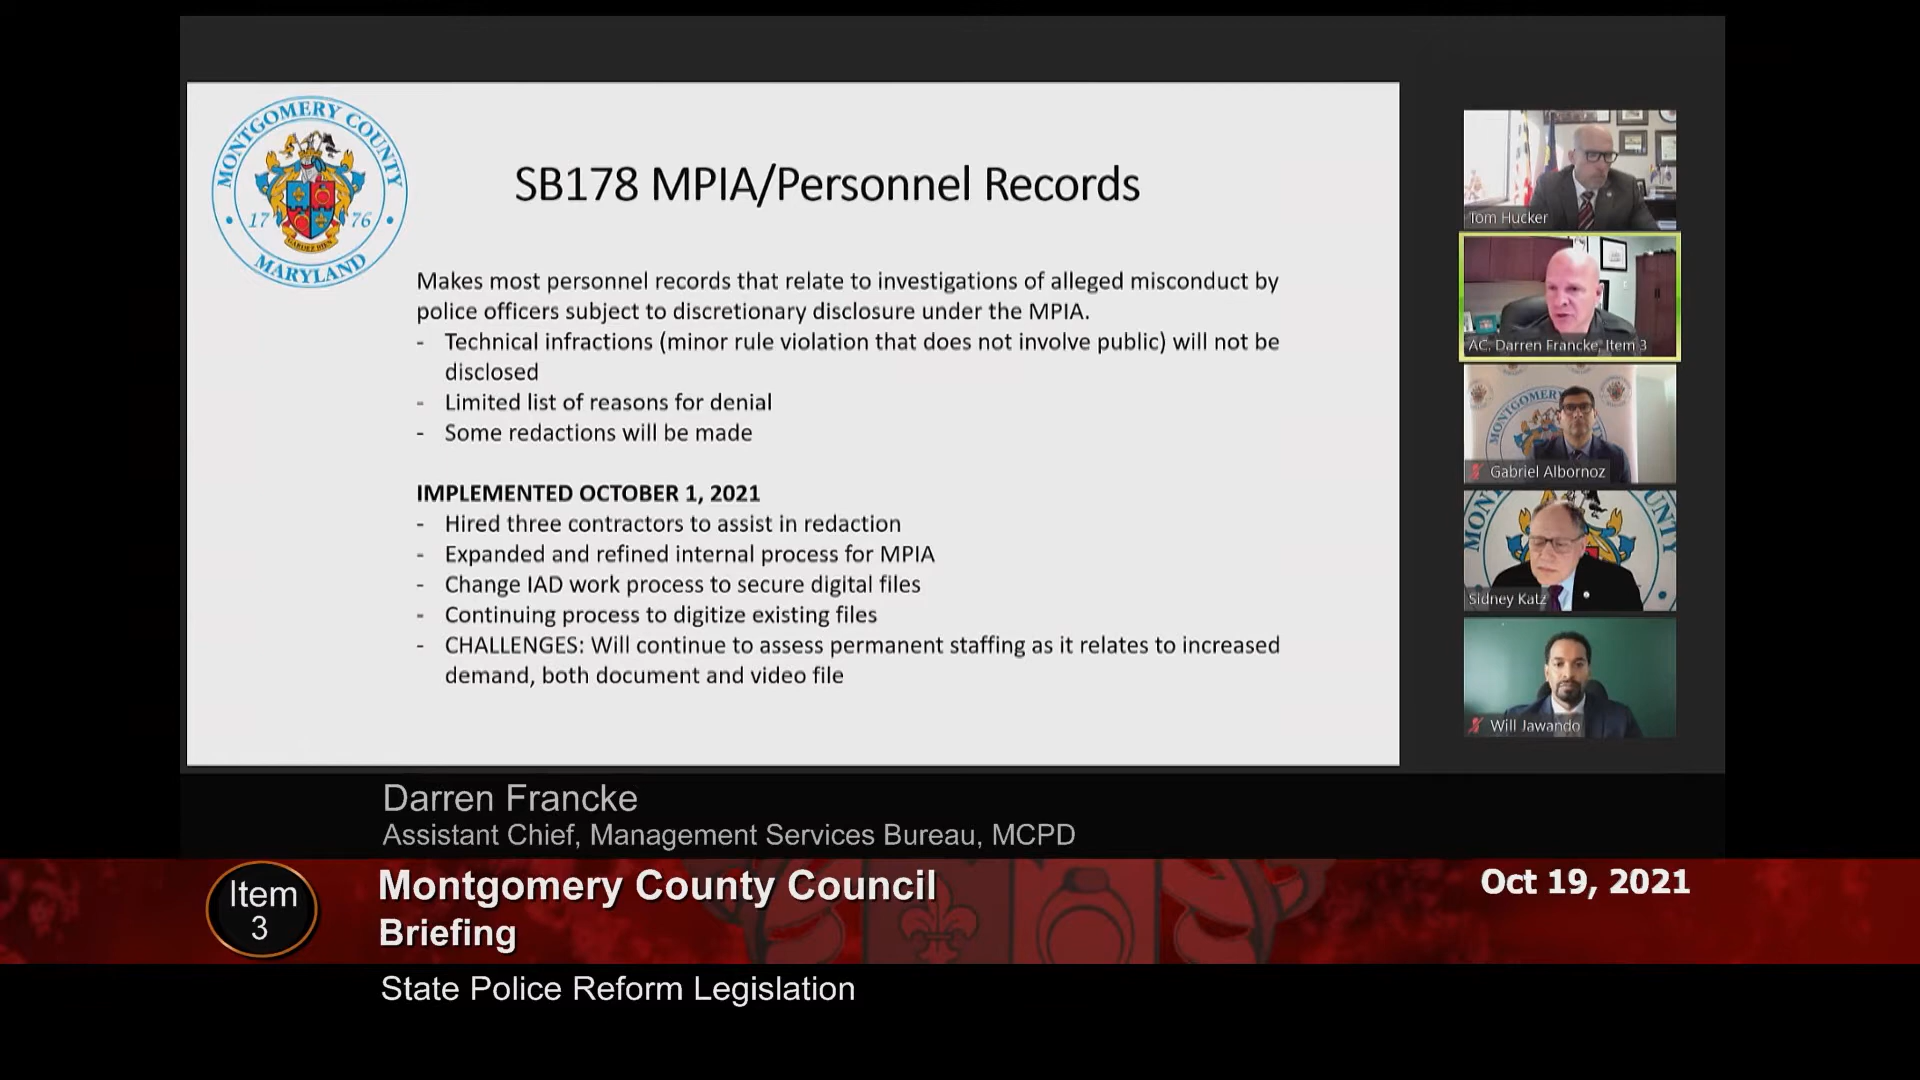 MONTGOMERY COUNTY
17 76
GARDEZ BIEN
MARYLAND
SB178 MPIA/Personnel Records
Makes most personnel records that relate to investigations of alleged misconduct by
police officers subject to discretionary disclosure under the MPIA.
- Technical infractions (minor rule violation that does not involve public) will not be
disclosed
- Limited list of reasons for denial
- Some redactions will be made
IMPLEMENTED OCTOBER 1, 2021
- Hired three contractors to assist in redaction
- Expanded and refined internal process for MPIA
- Change IAD work process to secure digital files
- Continuing process to digitize existing files
- CHALLENGES: Will continue to assess permanent staffing as it relates to increased
demand, both document and video file
Tom Hucker
AC. Darren Francke, Item 3
MONTGOMERY
Gabriel Albornoz
Sidney Katz
Will Jawando
Darren Francke
Assistant Chief, Management Services Bureau, MCPD
Item
3
Montgomery County Council
Briefing
Oct 19, 2021
State Police Reform Legislation